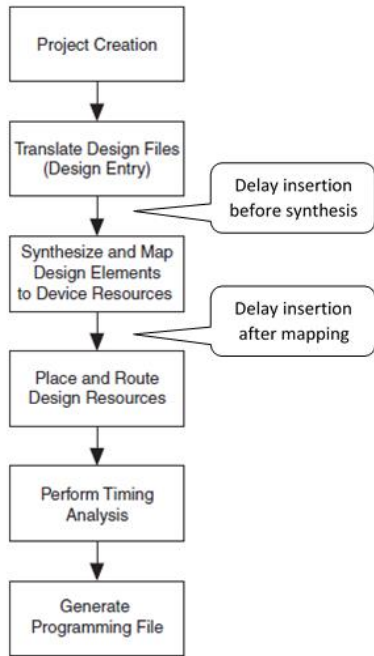 Project Creation
Translate Design Files
(Design Entry)
Delay insertion
before synthesis
Synthesize and Map
Design Elements
to Device Resources
Delay insertion
after mapping
Place and Route
Design Resources
Perform Timing
Analysis
Generate
Programming File